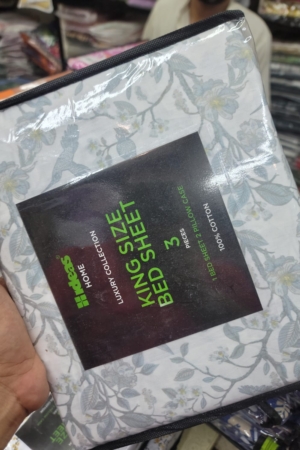 ideas
HOME
LUXURY COLLECTION
KING SIZE
BED SHEET
3
PIECES
1 BED SHEET 2 PILLOW CASE
100% COTTON